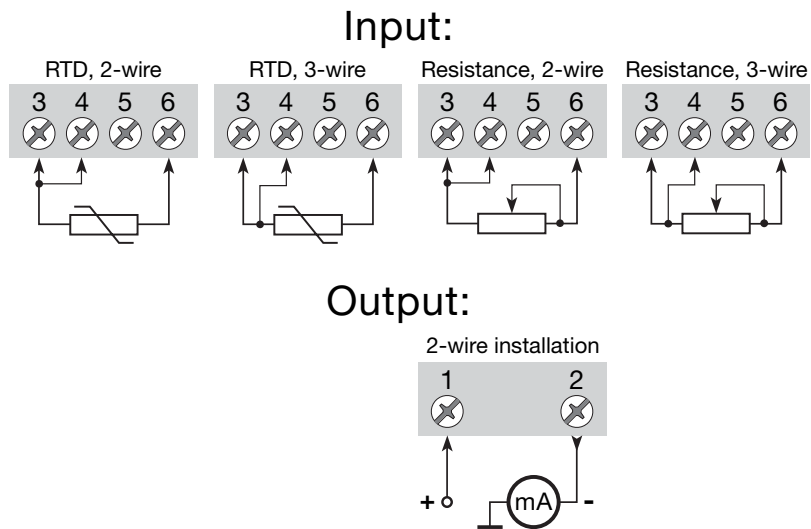 Input:
RTD, 2-wire
3 4 5 6
RTD, 3-wire
3 4 5 6
Resistance, 2-wire
3 4 5 6
Resistance, 3-wire
3 4 5 6
Output:
2-wire installation
1 2
+ mA -